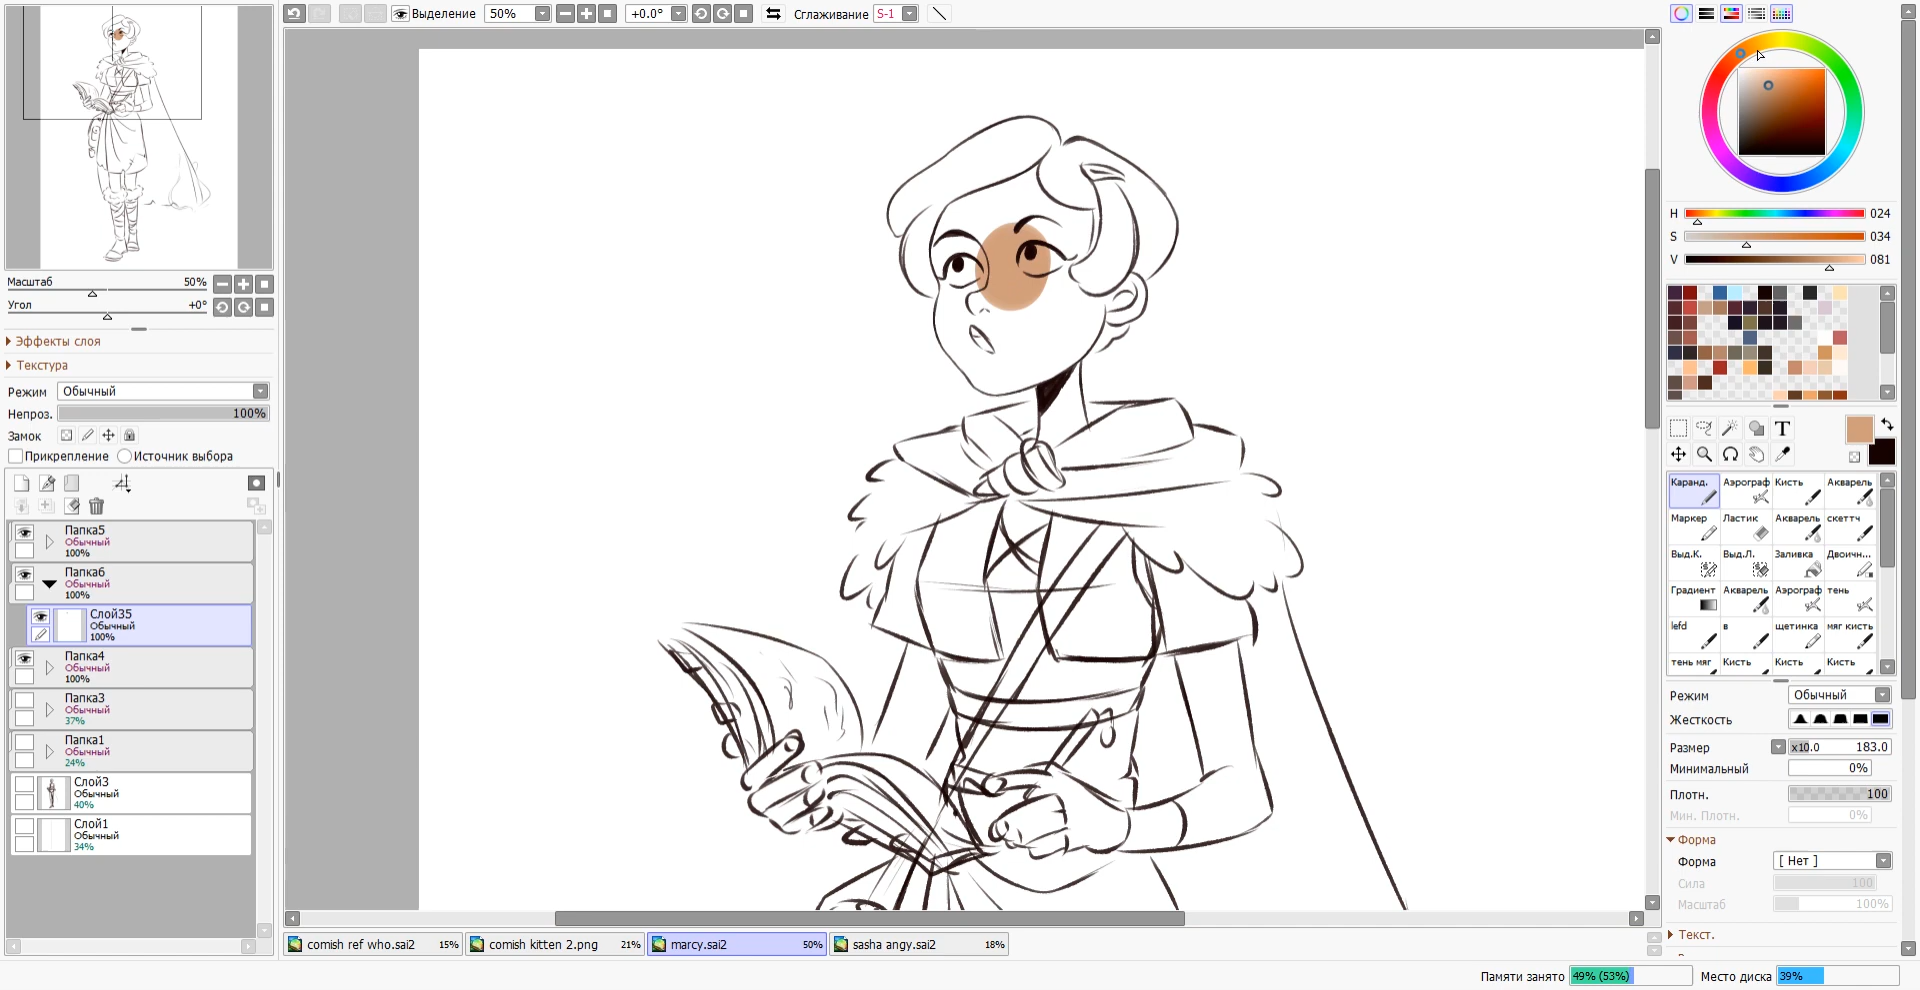 Выделение 50% +0.0° Сглаживание S-1
Масштаб 50%
Угол +0°
Эффекты слоя
Текстура
Режим Обычный
Непроз. 100%
Замок
Прикрепление Источник выбора
Папка5
Обычный
100%
Папка6
Обычный
100%
Слой35
Обычный
100%
Папка4
Обычный
100%
Папка3
Обычный
37%
Папка1
Обычный
24%
Слой3
Обычный
40%
Слой1
Обычный
34%
comish ref who.sai2 15%
comish kitten 2.png 21%
marcy.sai2 50%
sasha angy.sai2 18%
H 024
S 034
V 081
T
Каранд. Аэрограф Кисть Акварель
Маркер Ластик Акварель скеттч
Выд.К. Выд.Л. Заливка Двоичн...
Градиент Акварель Аэрограф тень
lefd в щетинка мяг кисть
тень мяг Кисть Кисть Кисть
Режим Обычный
Жесткость
Размер x10.0 183.0
Минимальный 0%
Плотн. 100
Мин. Плотн. 0%
Форма
Форма [ Нет ]
Сила 100
Масштаб 100%
Текст.
Памяти занято 49% (53%) Место диска 39%